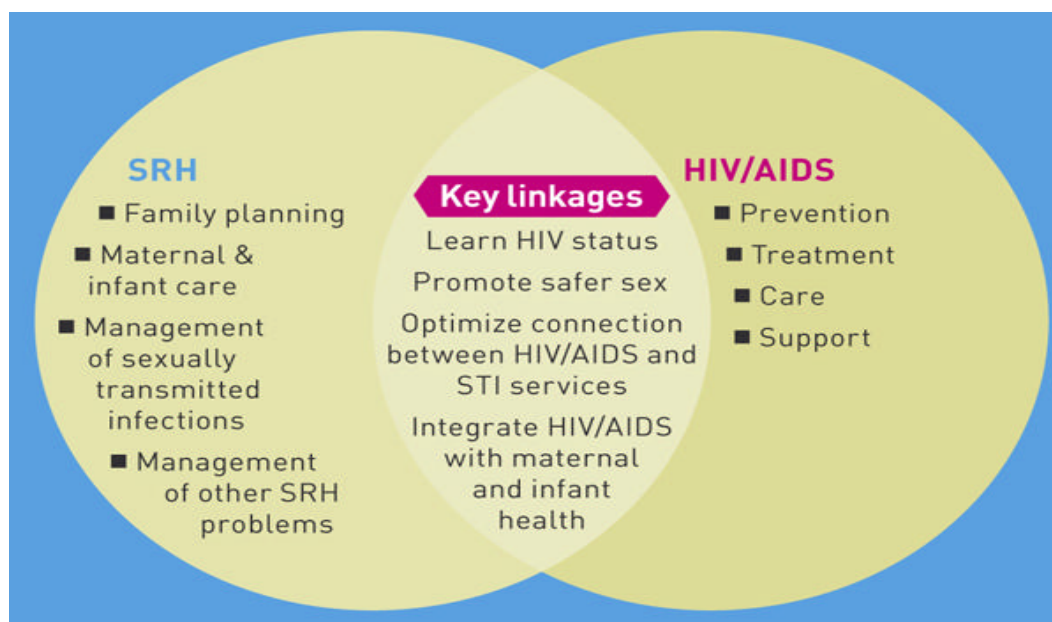 SRH
■ Family planning
■ Maternal &
infant care
■ Management
of sexually
transmitted
infections
■ Management
of other SRH
problems
Key linkages
Learn HIV status
Promote safer sex
Optimize connection
between HIV/AIDS and
STI services
Integrate HIV/AIDS
with maternal
and infant
health
HIV/AIDS
■ Prevention
■ Treatment
■ Care
■ Support